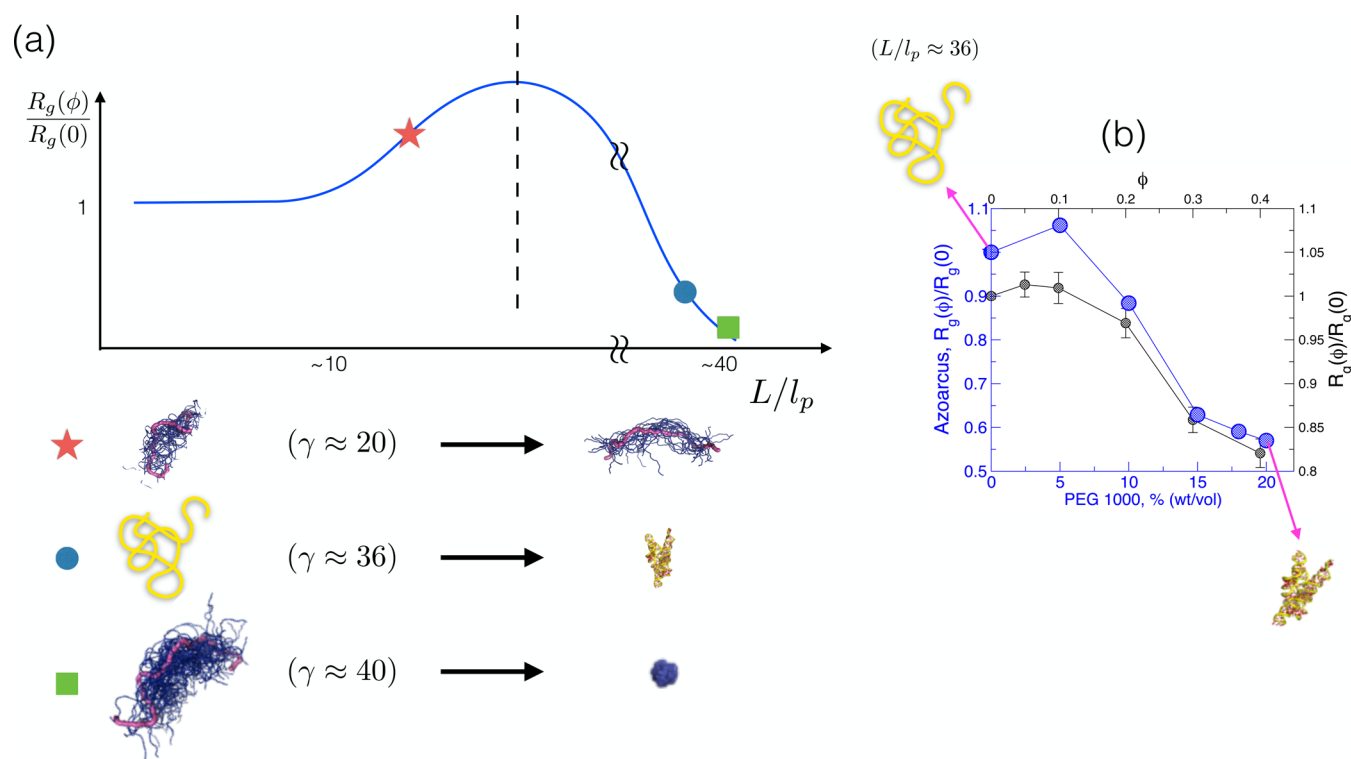 (a)
R_g(ϕ)
R_g(0)
1
~10
~40
L/l_p
(γ ≈ 20)
(γ ≈ 36)
(γ ≈ 40)
(L/l_p ≈ 36)
(b)
ϕ
0 0.1 0.2 0.3 0.4
1.1
0.9
0.8
0.7
0.6
0.5
Azoarcus, R_g(ϕ)/R_g(0)
1.1
1.05
1
0.95
0.9
0.85
0.8
R_g(ϕ)/R_g(0)
0 5 10 15 20
PEG 1000, % (wt/vol)